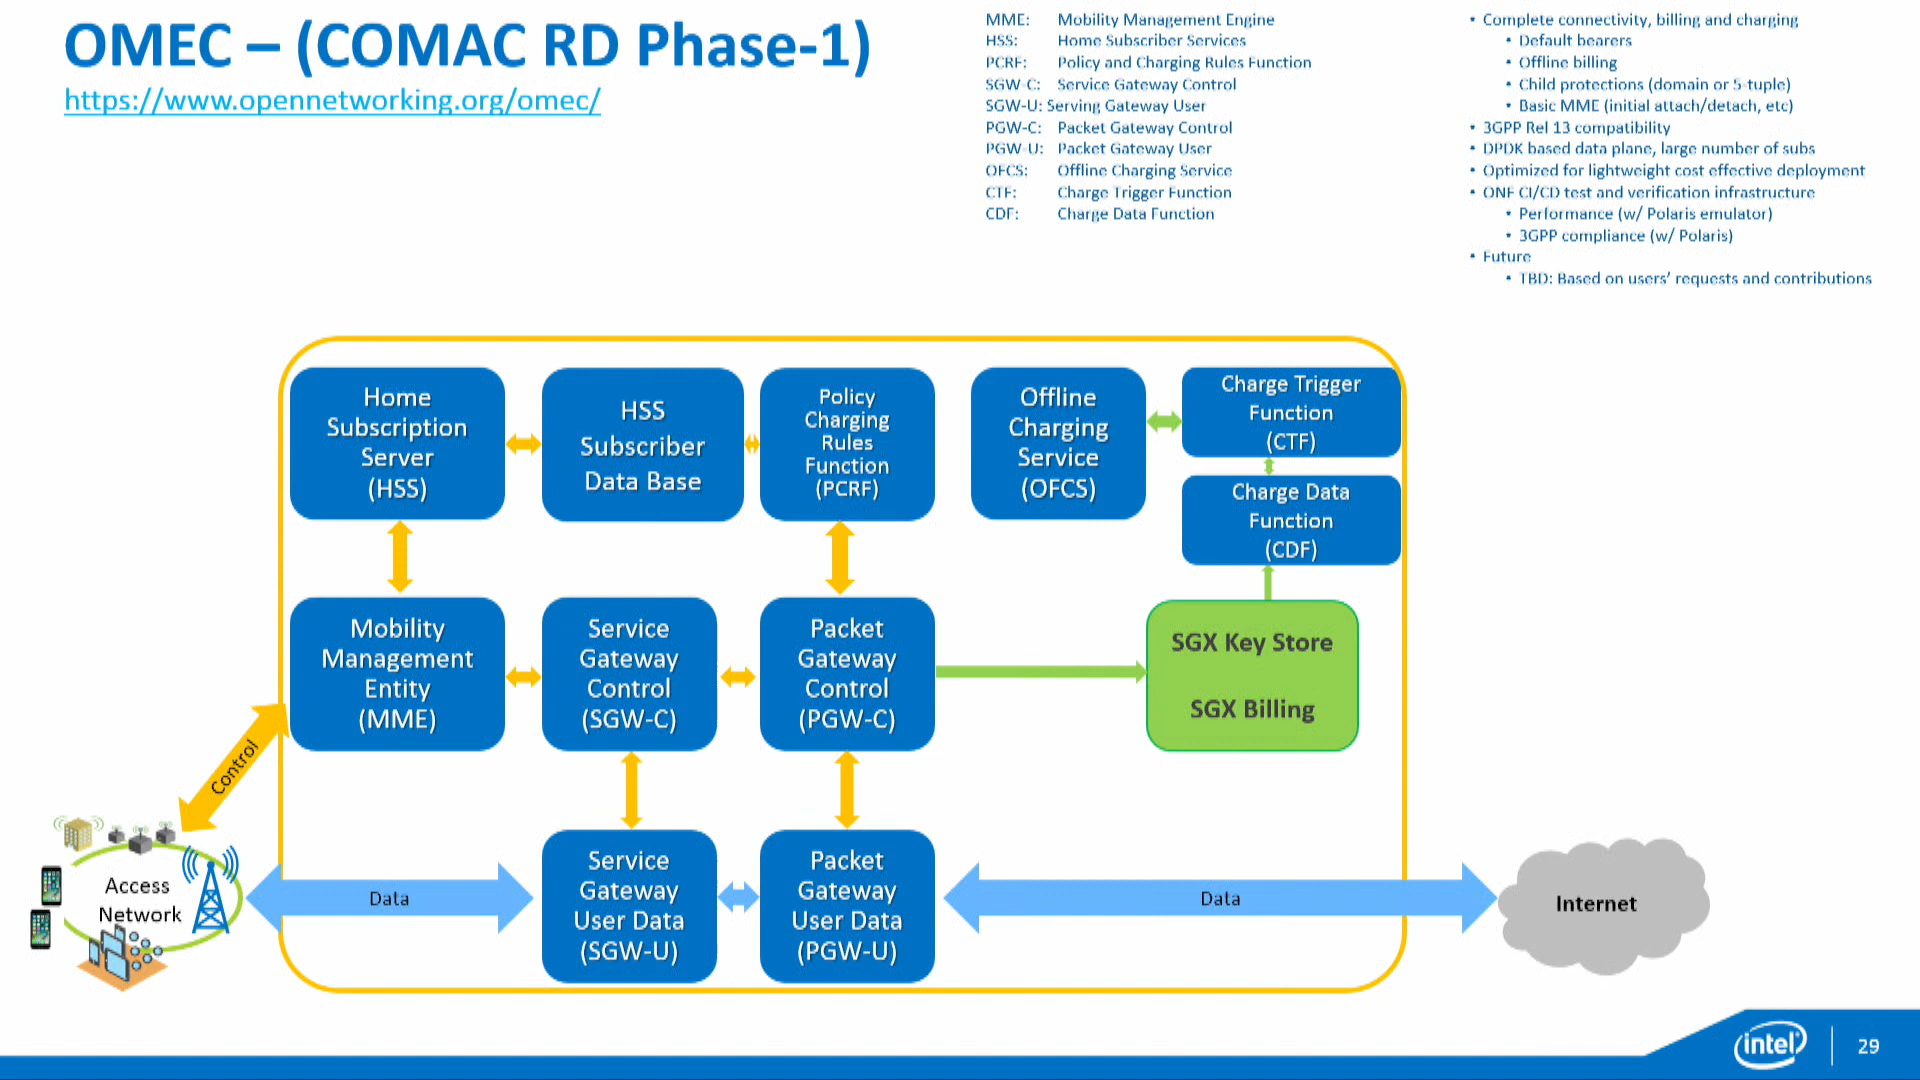 OMEC – (COMAC RD Phase-1)
https://www.opennetworking.org/omec/
MME: Mobility Management Engine
HSS: Home Subscriber Services
PCRF: Policy and Charging Rules Function
SGW-C: Service Gateway Control
SGW-U: Serving Gateway User
PGW-C: Packet Gateway Control
PGW-U: Packet Gateway User
OFCS: Offline Charging Service
CTF: Charge Trigger Function
CDF: Charge Data Function
• Complete connectivity, billing and charging
• Default bearers
• Offline billing
• Child protections (domain or 5-tuple)
• Basic MME (initial attach/detach, etc)
• 3GPP Rel 13 compatibility
• DPDK based data plane, large number of subs
• Optimized for lightweight cost effective deployment
• ONF CI/CD test and verification infrastructure
• Performance (w/ Polaris emulator)
• 3GPP compliance (w/ Polaris)
• Future
• TBD: Based on users' requests and contributions
Home
Subscription
Server
(HSS)
HSS
Subscriber
Data Base
Policy
Charging
Rules
Function
(PCRF)
Offline
Charging
Service
(OFCS)
Charge Trigger
Function
(CTF)
Charge Data
Function
(CDF)
Mobility
Management
Entity
(MME)
Service
Gateway
Control
(SGW-C)
Packet
Gateway
Control
(PGW-C)
SGX Key Store
SGX Billing
Control
Access
Network
Data
Service
Gateway
User Data
(SGW-U)
Packet
Gateway
User Data
(PGW-U)
Data
Internet
intel
29